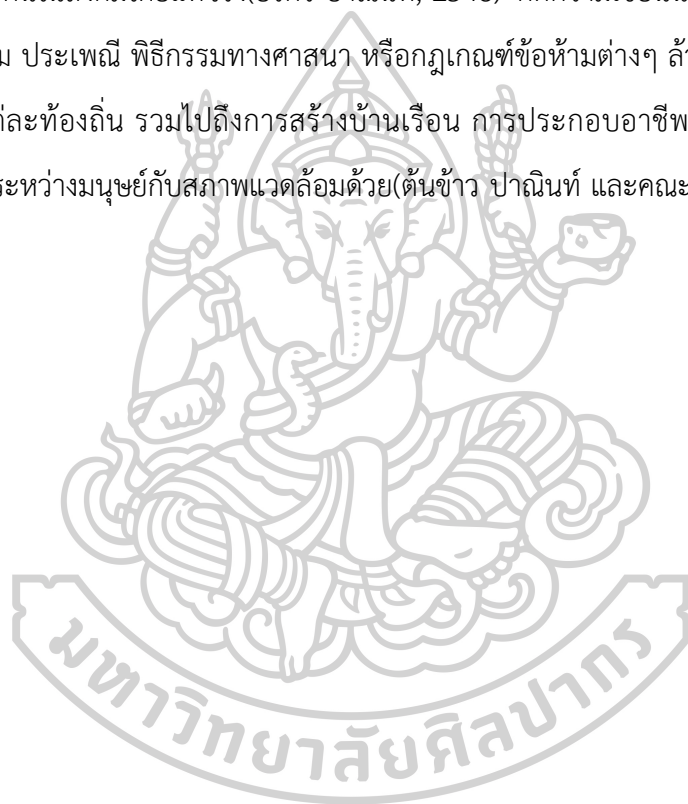 ม ประเพณี พิธีกรรมทางศาสนา หรือกฎเกณฑ์ข้อห้ามต่างๆ ล้ว
ละท้องถิ่น รวมไปถึงการสร้างบ้านเรือน การประกอบอาชีพ
ระหว่างมนุษย์กับสภาพแวดล้อมด้วย(ต้นข้าว ปาณินท์ และคณะ
มหาวิทยาลัยศิลปากร